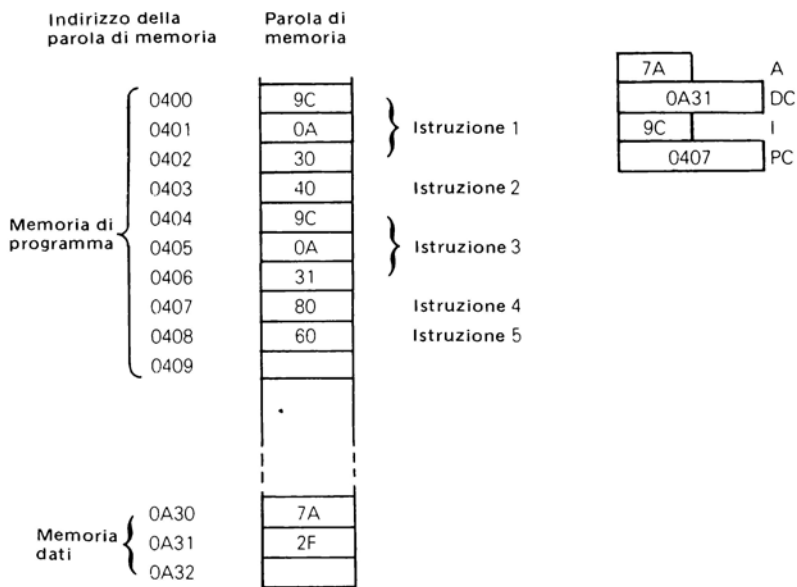 Indirizzo della Parola di
parola di memoria memoria
7A A
0A31 DC
9C I
0407 PC
0400 9C
0401 0A Istruzione 1
0402 30
0403 40 Istruzione 2
0404 9C
Memoria di
programma
0405 0A Istruzione 3
0406 31
0407 80 Istruzione 4
0408 60 Istruzione 5
0409
0A30 7A
Memoria
dati
0A31 2F
0A32